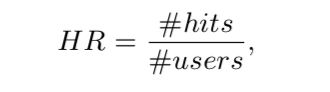 HR = #hits / #users,